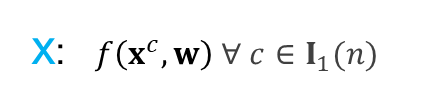 X: f(𝐱ᶜ, 𝐰) ∀ c ∈ 𝐈₁(n)